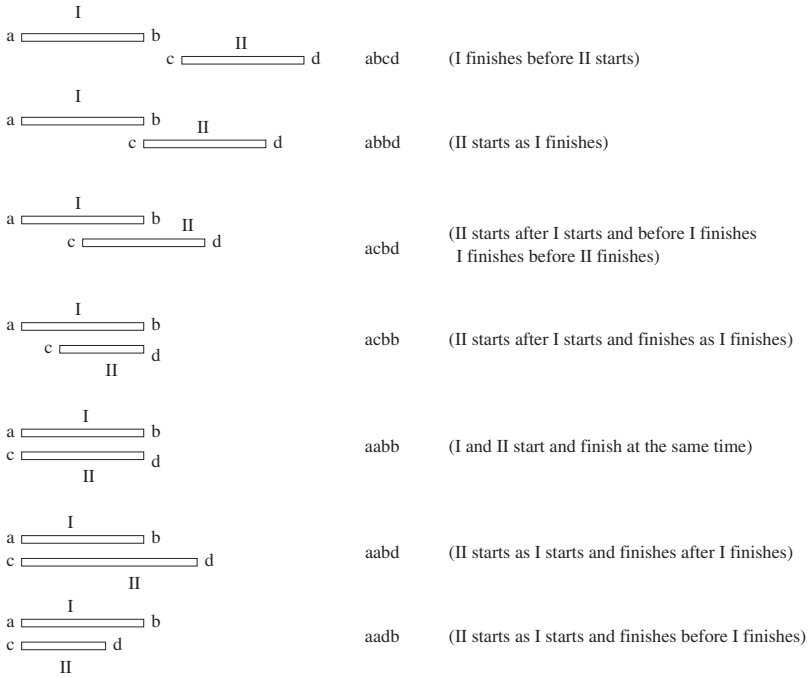 I
a b
II
c d abcd (I finishes before II starts)
I
a b
II
c d abbd (II starts as I finishes)
I
a b
II
c d
acbd (II starts after I starts and before I finishes
I finishes before II finishes)
I
a b
c d acbb (II starts after I starts and finishes as I finishes)
II
I
a b
c d aabb (I and II start and finish at the same time)
II
I
a b
c d aabd (II starts as I starts and finishes after I finishes)
II
I
a b
c d aadb (II starts as I starts and finishes before I finishes)
II